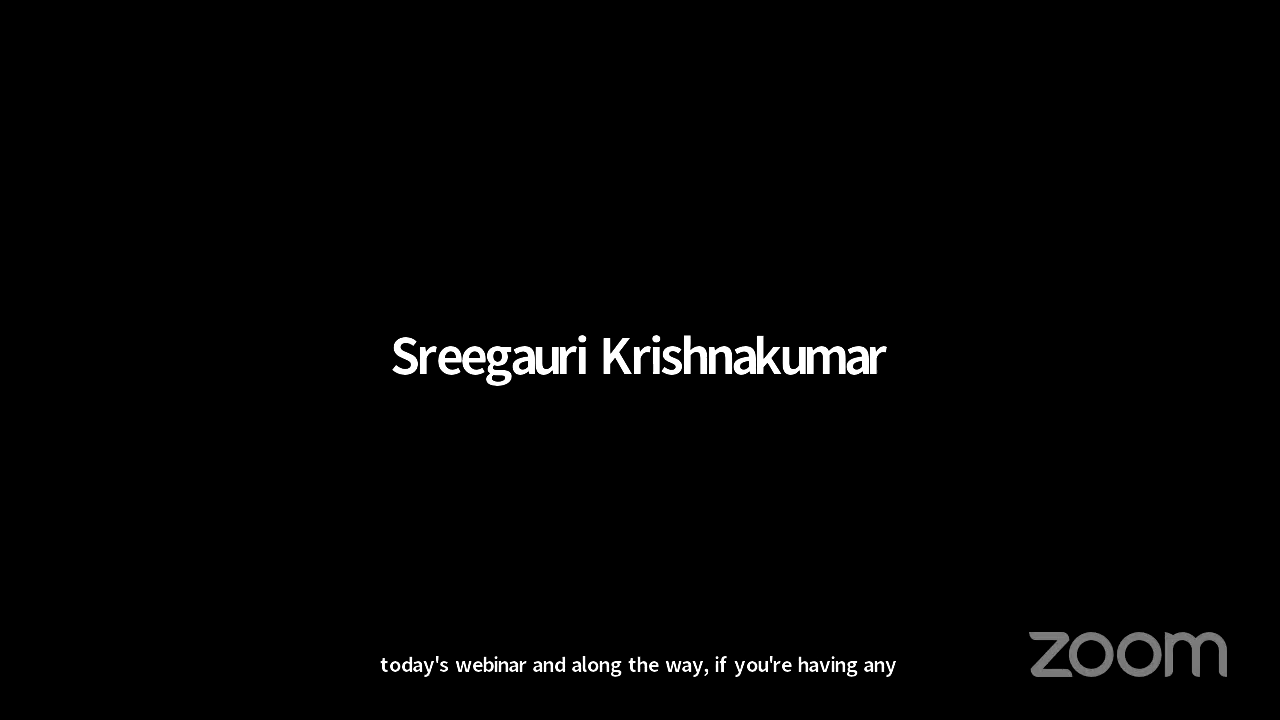 Sreegauri Krishnakumar
today's webinar and along the way, if you're having any
zoom